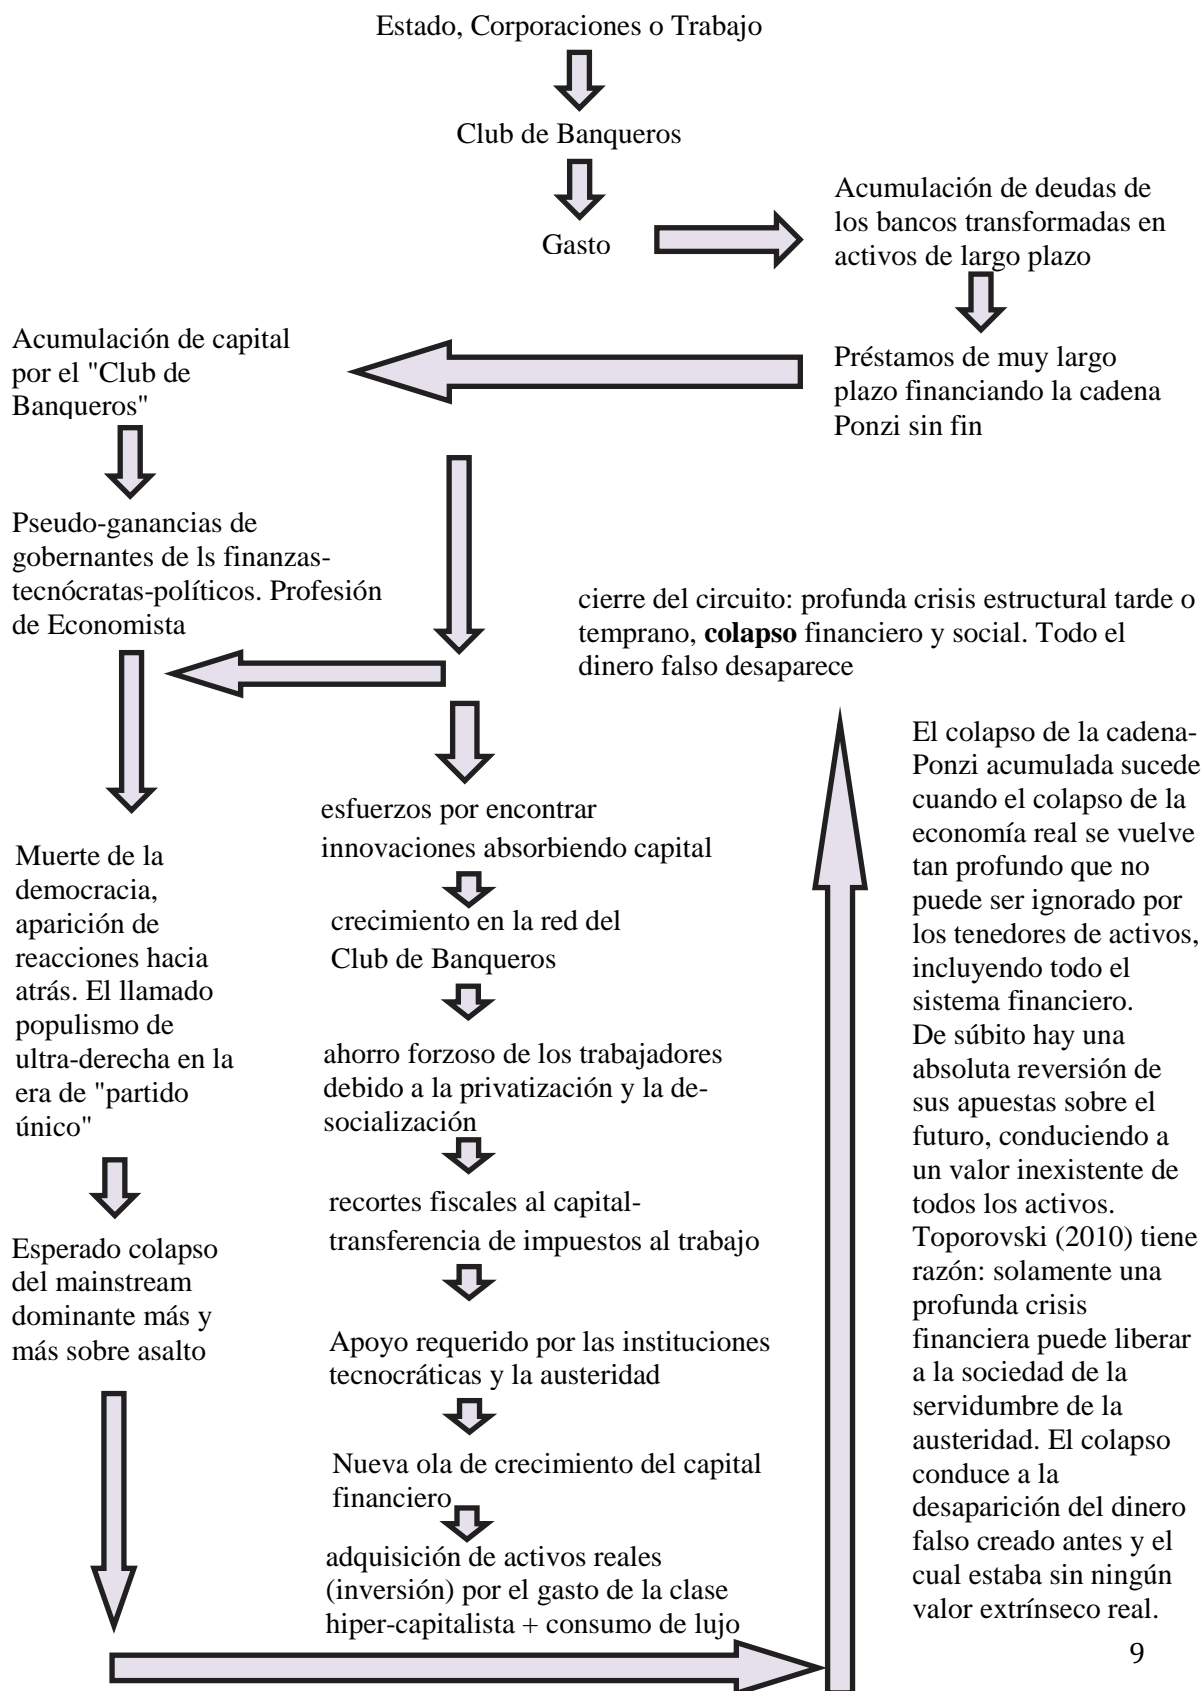 Estado, Corporaciones o Trabajo
Club de Banqueros
Gasto
Acumulación de deudas de
los bancos transformadas en
activos de largo plazo
Préstamos de muy largo
plazo financiando la cadena
Ponzi sin fin
Acumulación de capital
por el "Club de
Banqueros"
Pseudo-ganancias de
gobernantes de ls finanzas-
tecnócratas-políticos. Profesión
de Economista
Muerte de la
democracia,
aparición de
reacciones hacia
atrás. El llamado
populismo de
ultra-derecha en la
era de "partido
único"
Esperado colapso
del mainstream
dominante más y
más sobre asalto
esfuerzos por encontrar
innovaciones absorbiendo capital
crecimiento en la red del
Club de Banqueros
ahorro forzoso de los trabajadores
debido a la privatización y la de-
socialización
recortes fiscales al capital-
transferencia de impuestos al trabajo
Apoyo requerido por las instituciones
tecnocráticas y la austeridad
Nueva ola de crecimiento del capital
financiero
adquisición de activos reales
(inversión) por el gasto de la clase
hiper-capitalista + consumo de lujo
cierre del circuito: profunda crisis estructural tarde o
temprano, colapso financiero y social. Todo el
dinero falso desaparece
El colapso de la cadena-
Ponzi acumulada sucede
cuando el colapso de la
economía real se vuelve
tan profundo que no
puede ser ignorado por
los tenedores de activos,
incluyendo todo el
sistema financiero.
De súbito hay una
absoluta reversión de
sus apuestas sobre el
futuro, conduciendo a
un valor inexistente de
todos los activos.
Toporovski (2010) tiene
razón: solamente una
profunda crisis
financiera puede liberar
a la sociedad de la
servidumbre de la
austeridad. El colapso
conduce a la
desaparición del dinero
falso creado antes y el
cual estaba sin ningún
valor extrínseco real.
9